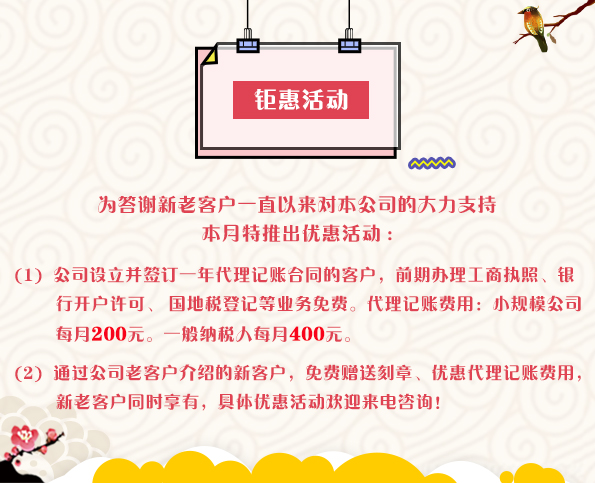 钜惠活动
为答谢新老客户一直以来对本公司的大力支持
本月特推出优惠活动：
(1) 公司设立并签订一年代理记账合同的客户，前期办理工商执照、银
行开户许可、国地税登记等业务免费。代理记账费用：小规模公司
每月200元。一般纳税人每月400元。
(2) 通过公司老客户介绍的新客户，免费赠送刻章、优惠代理记账费用，
新老客户同时享有，具体优惠活动欢迎来电咨询！